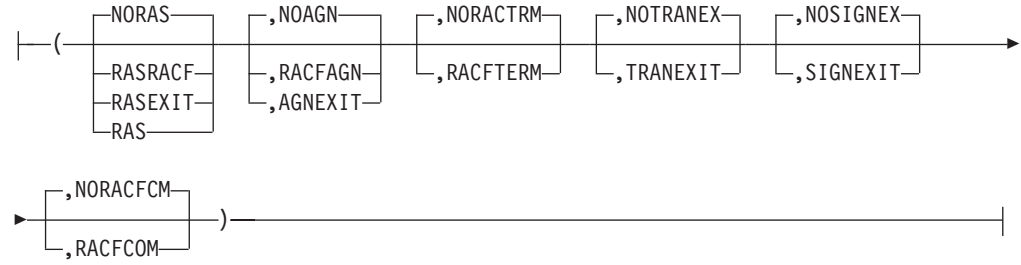 NORAS ,NOAGN ,NORACTRM ,NOTRANEX ,NOSIGNEX
(
RASRACF ,RACFAGN ,RACFTERM ,TRANEXIT ,SIGNEXIT
RASEXIT ,AGNEXIT
RAS
,NORACFCM
)
,RACFCOM